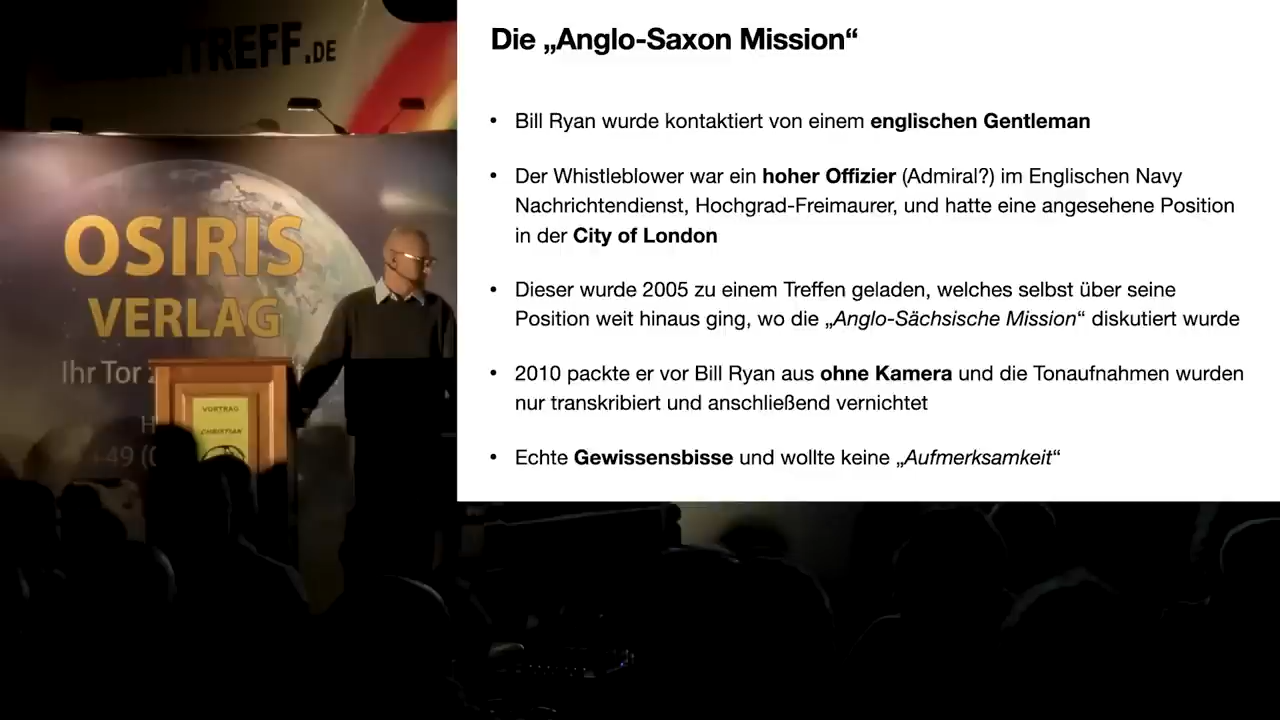 TREFF.DE
OSIRIS
VERLAG
Ihr Tor
VORTRAG
CHRISTIAN
+49 (0
Die „Anglo-Saxon Mission“
• Bill Ryan wurde kontaktiert von einem englischen Gentleman
• Der Whistleblower war ein hoher Offizier (Admiral?) im Englischen Navy
Nachrichtendienst, Hochgrad-Freimaurer, und hatte eine angesehene Position
in der City of London
• Dieser wurde 2005 zu einem Treffen geladen, welches selbst über seine
Position weit hinaus ging, wo die „Anglo-Sächsische Mission“ diskutiert wurde
• 2010 packte er vor Bill Ryan aus ohne Kamera und die Tonaufnahmen wurden
nur transkribiert und anschließend vernichtet
• Echte Gewissensbisse und wollte keine „Aufmerksamkeit“